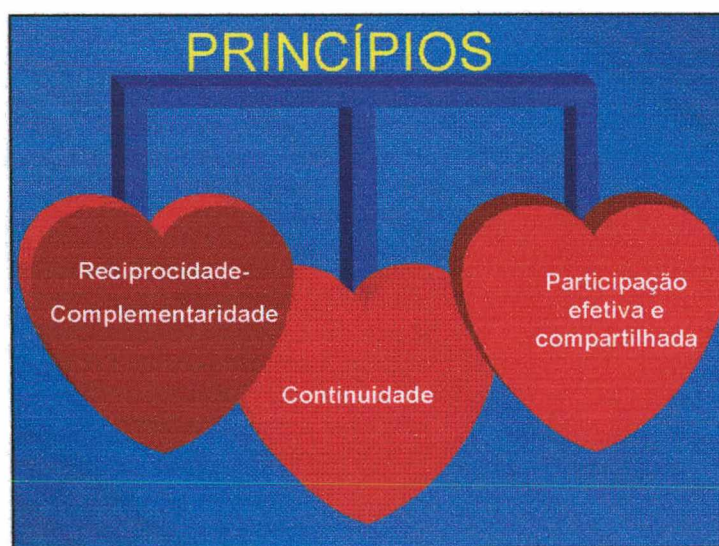 PRINCÍPIOS
Reciprocidade-
Complementaridade
Continuidade
Participação
efetiva e
compartilhada